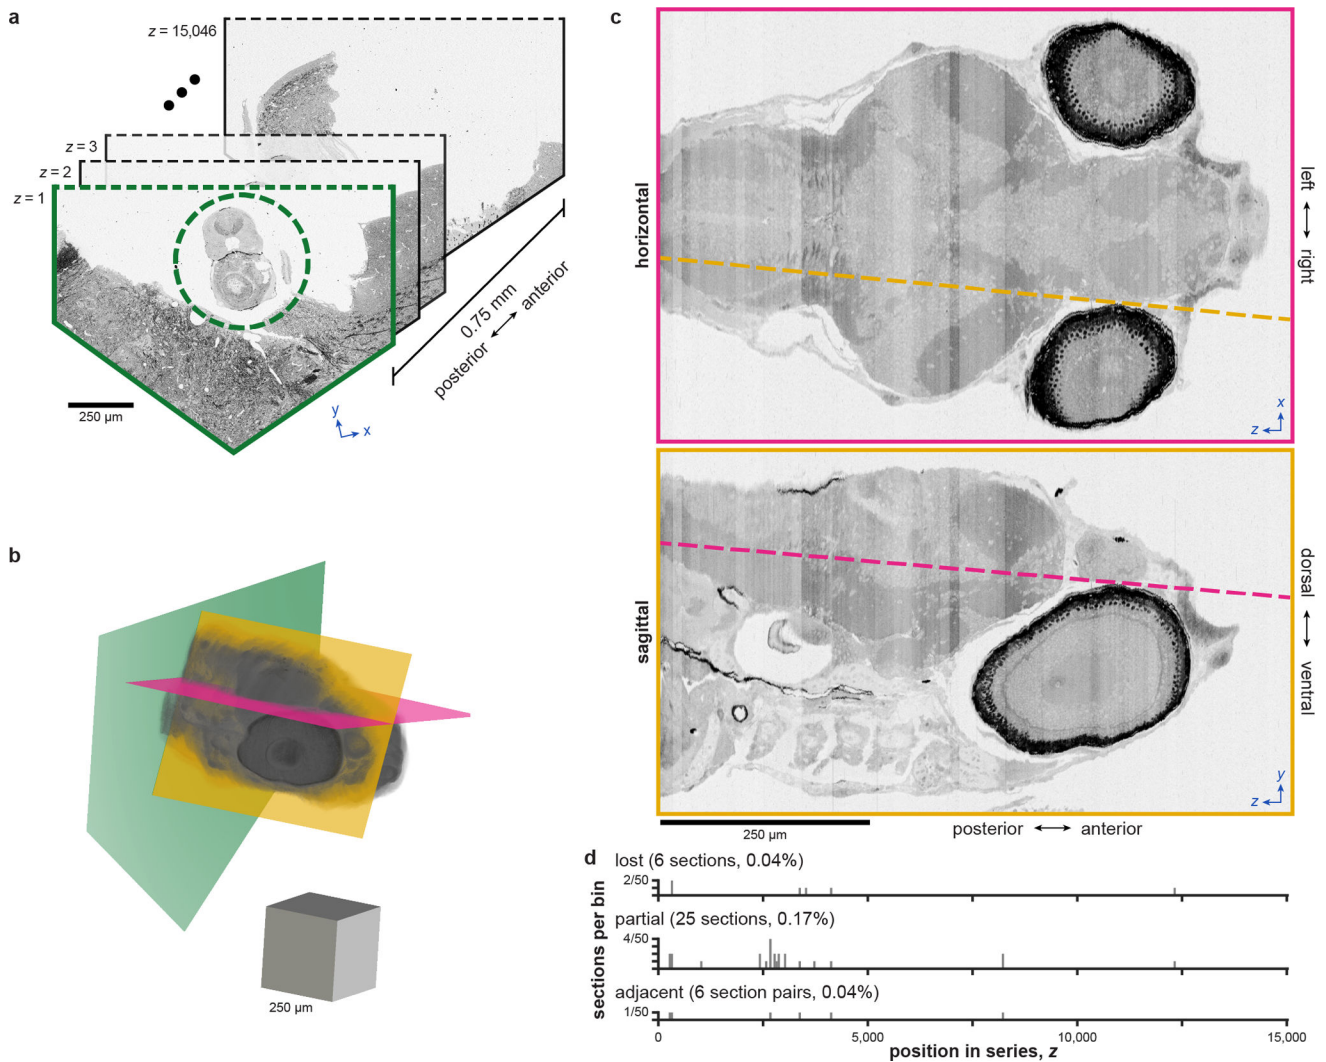 a
z = 15,046
z = 3
z = 2
z = 1
0.75 mm
posterior ↔ anterior
250 µm
y
x
b
250 µm
c
horizontal
left ↔ right
x
z
sagittal
dorsal ↔ ventral
y
z
250 µm
posterior ↔ anterior
d
sections per bin
lost (6 sections, 0.04%)
2/50
partial (25 sections, 0.17%)
4/50
adjacent (6 section pairs, 0.04%)
1/50
0
5,000
10,000
15,000
position in series, z